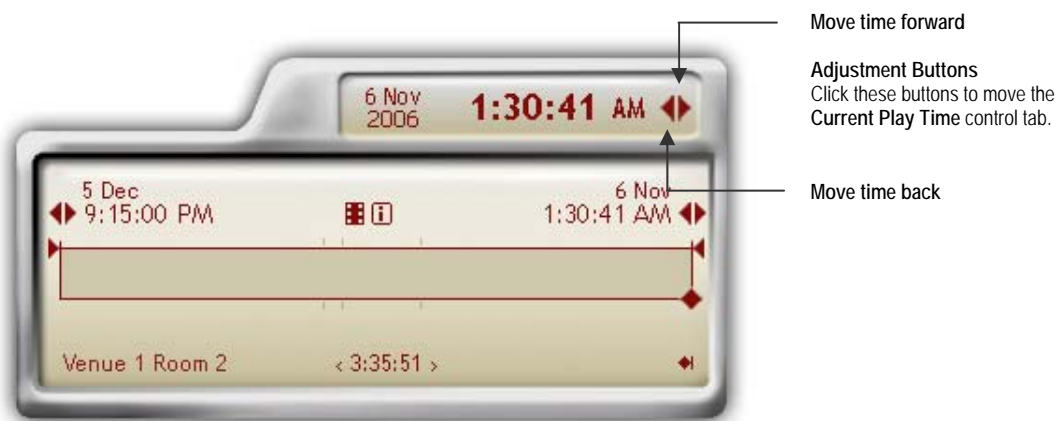 Move time forward
Adjustment Buttons
Click these buttons to move the
Current Play Time control tab.
6 Nov
2006
1:30:41 AM
Move time back
5 Dec
9:15:00 PM
6 Nov
1:30:41 AM
Venue 1 Room 2
< 3:35:51 >